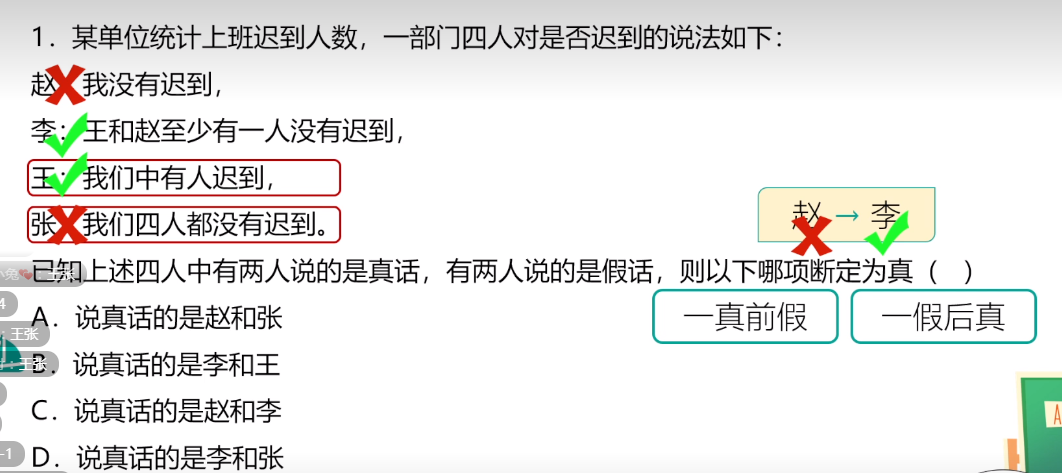 1．某单位统计上班迟到人数，一部门四人对是否迟到的说法如下：
赵：我没有迟到，
李：王和赵至少有一人没有迟到，
王：我们中有人迟到，
张：我们四人都没有迟到。
赵→李
已知上述四人中有两人说的是真话，有两人说的是假话，则以下哪项断定为真（ ）
一真前假
一假后真
A．说真话的是赵和张
王张
B．说真话的是李和王
王张
C．说真话的是赵和李
D．说真话的是李和张